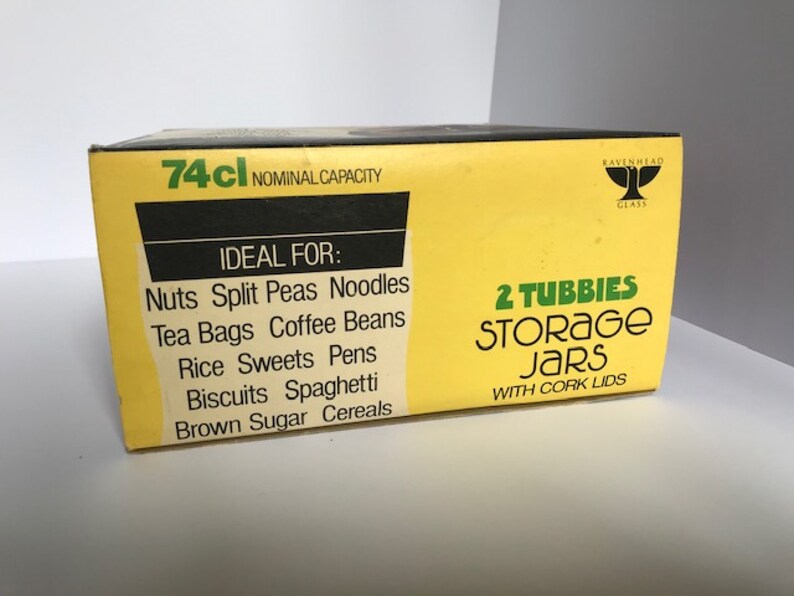 74cl NOMINAL CAPACITY
IDEAL FOR:
Nuts Split Peas Noodles
Tea Bags Coffee Beans
Rice Sweets Pens
Biscuits Spaghetti
Brown Sugar Cereals
RAVENHEAD
GLASS
2 TUBBIES
STORAGE
JARS
WITH CORK LIDS